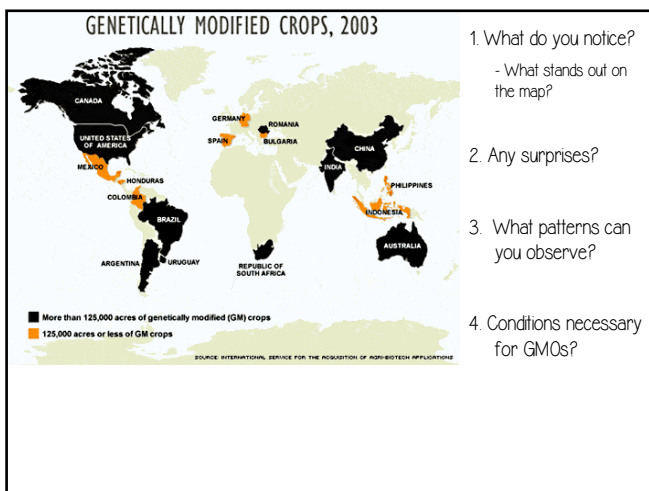 GENETICALLY MODIFIED CROPS, 2003
CANADA
UNITED STATES
OF AMERICA
MEXICO
HONDURAS
COLOMBIA
BRAZIL
ARGENTINA
URUGUAY
GERMANY
ROMANIA
SPAIN
BULGARIA
CHINA
INDIA
PHILIPPINES
INDONESIA
AUSTRALIA
REPUBLIC OF
SOUTH AFRICA
More than 125,000 acres of genetically modified (GM) crops
125,000 acres or less of GM crops
SOURCE: INTERNATIONAL SERVICE FOR THE ACQUISITION OF AGRI-BIOTECH APPLICATIONS
1. What do you notice?
- What stands out on
the map?
2. Any surprises?
3. What patterns can
you observe?
4. Conditions necessary
for GMOs?